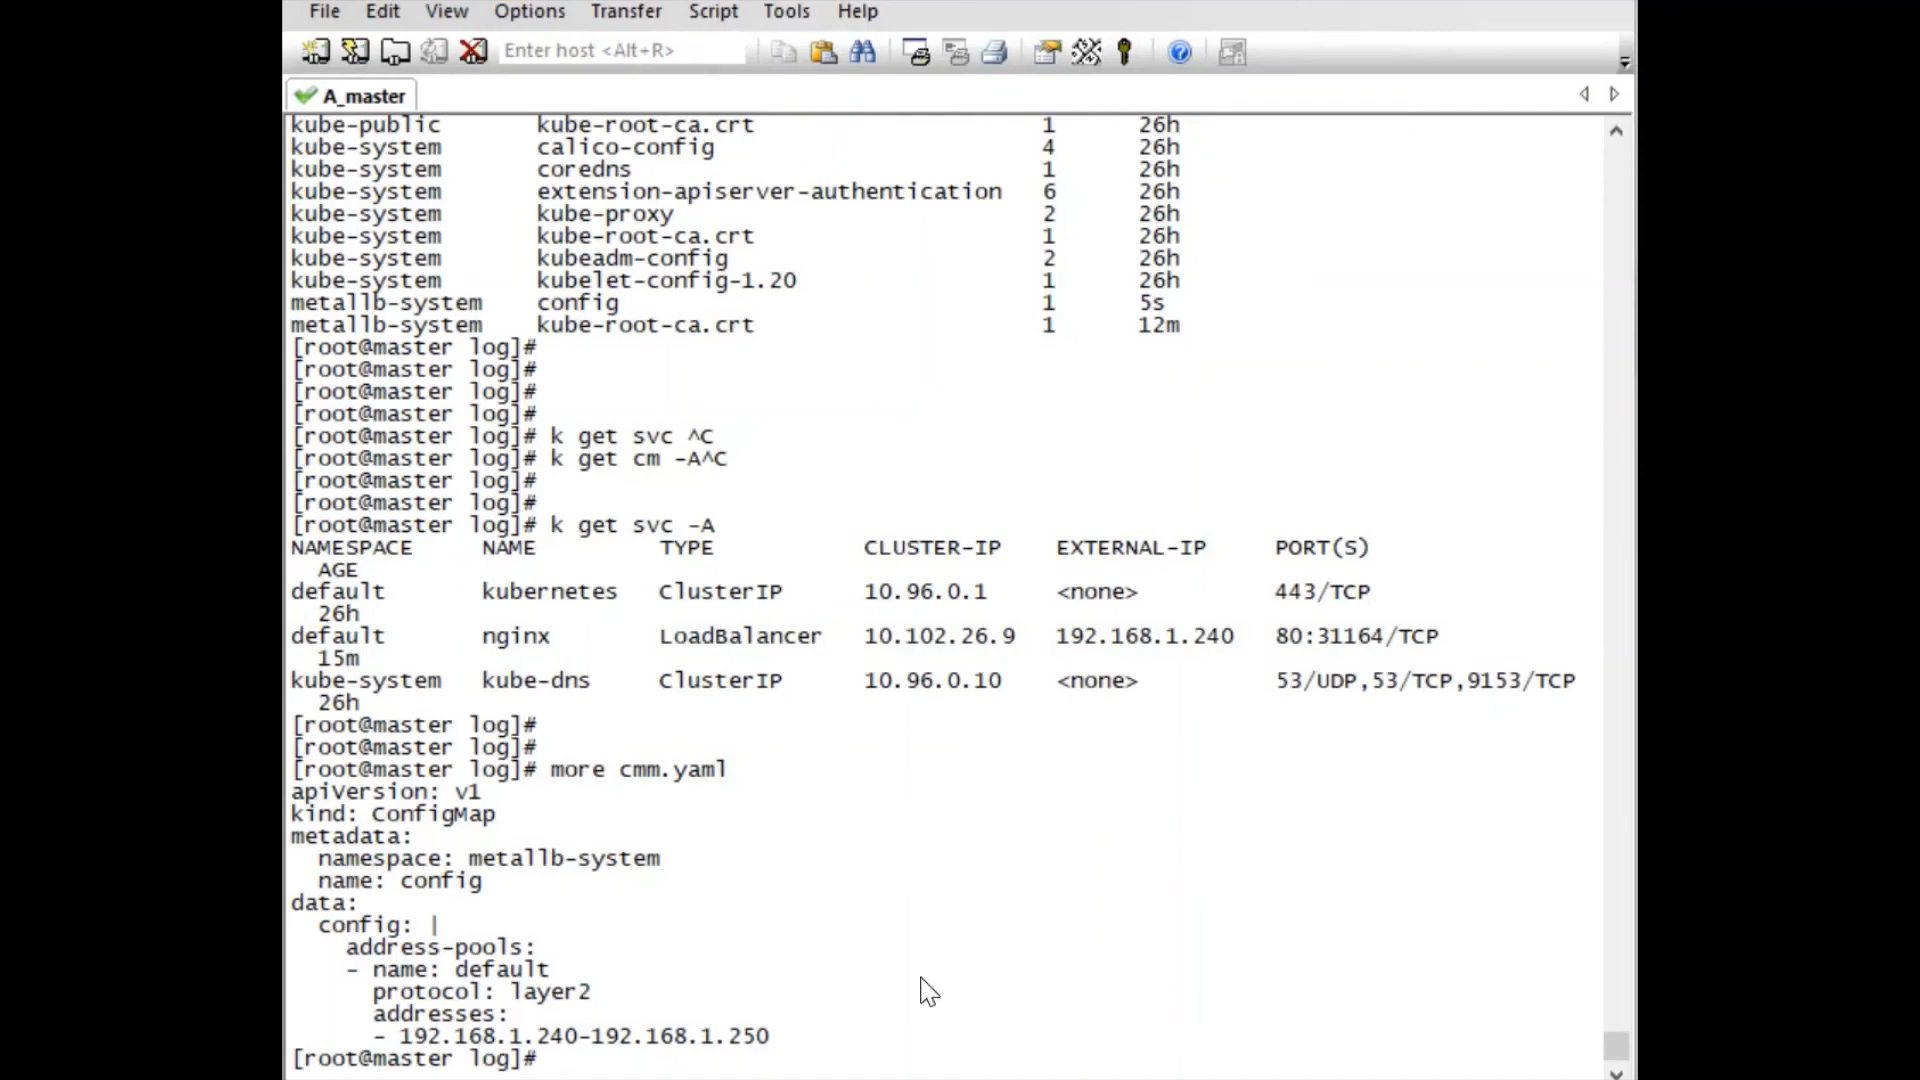 File Edit View Options Transfer Script Tools Help
Enter host <Alt+R>
A_master
kube-public kube-root-ca.crt 1 26h
kube-system calico-config 4 26h
kube-system coredns 1 26h
kube-system extension-apiserver-authentication 6 26h
kube-system kube-proxy 2 26h
kube-system kube-root-ca.crt 1 26h
kube-system kubeadm-config 2 26h
kube-system kubelet-config-1.20 1 26h
metallb-system config 1 5s
metallb-system kube-root-ca.crt 1 12m
[root@master log]#
[root@master log]#
[root@master log]#
[root@master log]#
[root@master log]# k get svc ^C
[root@master log]# k get cm -A^C
[root@master log]#
[root@master log]#
[root@master log]# k get svc -A
NAMESPACE NAME TYPE CLUSTER-IP EXTERNAL-IP PORT(S)
AGE
default kubernetes ClusterIP 10.96.0.1 <none> 443/TCP
26h
default nginx LoadBalancer 10.102.26.9 192.168.1.240 80:31164/TCP
15m
kube-system kube-dns ClusterIP 10.96.0.10 <none> 53/UDP,53/TCP,9153/TCP
26h
[root@master log]#
[root@master log]#
[root@master log]# more cmm.yaml
apiVersion: v1
kind: ConfigMap
metadata:
  namespace: metallb-system
  name: config
data:
  config: |
    address-pools:
    - name: default
      protocol: layer2
      addresses:
      - 192.168.1.240-192.168.1.250
[root@master log]#